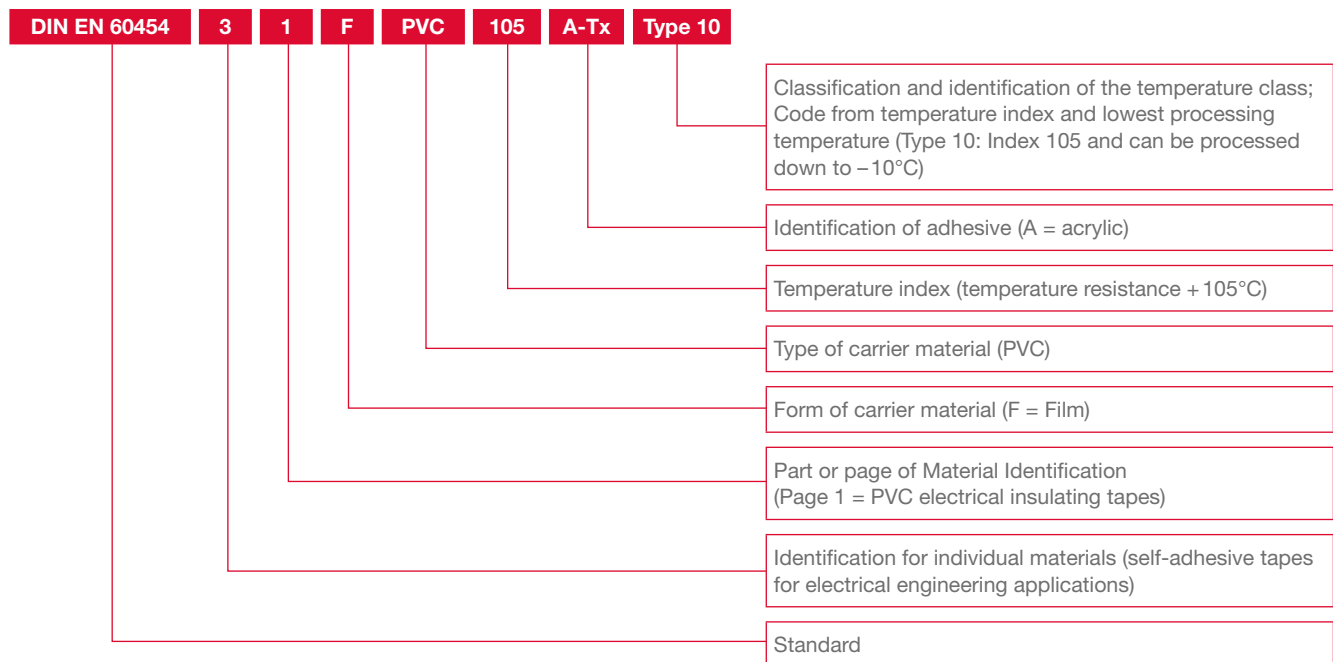 DIN EN 60454 3 1 F PVC 105 A-Tx Type 10
Classification and identification of the temperature class;
Code from temperature index and lowest processing
temperature (Type 10: Index 105 and can be processed
down to –10°C)
Identification of adhesive (A = acrylic)
Temperature index (temperature resistance +105°C)
Type of carrier material (PVC)
Form of carrier material (F = Film)
Part or page of Material Identification
(Page 1 = PVC electrical insulating tapes)
Identification for individual materials (self-adhesive tapes
for electrical engineering applications)
Standard